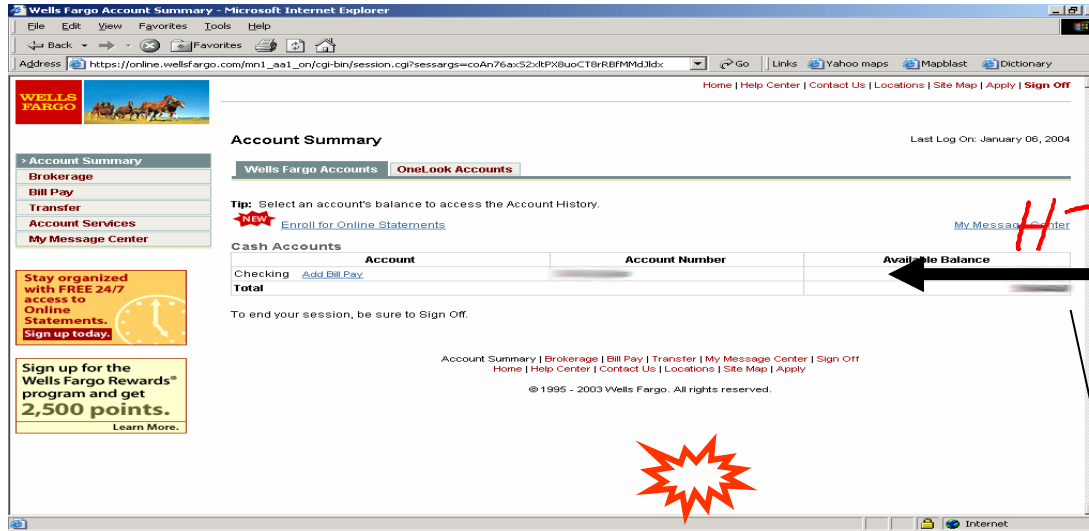 Wells Fargo Account Summary - Microsoft Internet Explorer
File Edit View Favorites Tools Help
Back Favorites
Address https://online.wellsfargo.com/mn1_aa1_on/cgi-bin/session.cgi?sessargs=coAn76axS2xltPX8uoCT8rRBfMMdJldx Go Links Yahoo maps Mapblast Dictionary
WELLS
FARGO
Home | Help Center | Contact Us | Locations | Site Map | Apply | Sign Off
Account Summary
Last Log On: January 06, 2004
> Account Summary
Brokerage
Bill Pay
Transfer
Account Services
My Message Center
Wells Fargo Accounts OneLook Accounts
Tip: Select an account's balance to access the Account History.
NEW Enroll for Online Statements
My Message Center
Cash Accounts
Account Account Number Available Balance
Checking Add Bill Pay
Total
To end your session, be sure to Sign Off.
Stay organized
with FREE 24/7
access to
Online
Statements.
Sign up today.
Sign up for the
Wells Fargo Rewards®
program and get
2,500 points.
Learn More.
Account Summary | Brokerage | Bill Pay | Transfer | My Message Center | Sign Off
Home | Help Center | Contact Us | Locations | Site Map | Apply
© 1995 - 2003 Wells Fargo. All rights reserved.
Internet